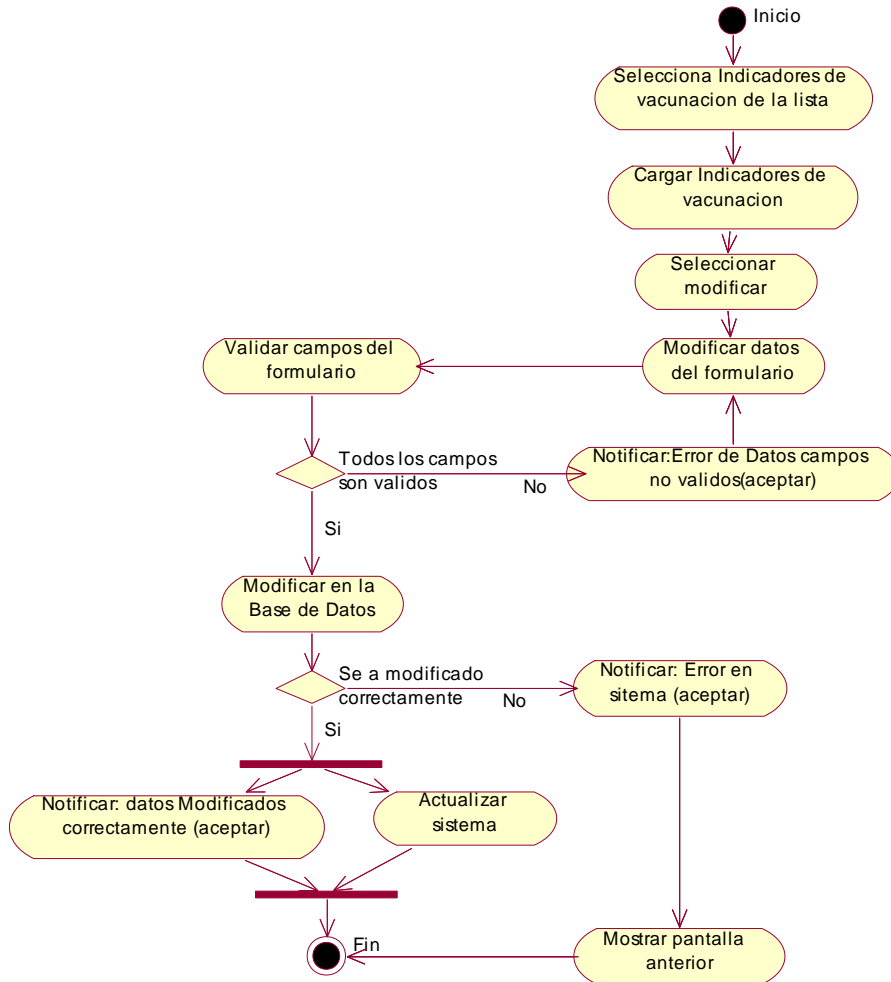 Inicio
Selecciona Indicadores de
vacunacion de la lista
Cargar Indicadores de
vacunacion
Seleccionar
modificar
Modificar datos
del formulario
Validar campos del
formulario
Todos los campos
son validos
No
Notificar:Error de Datos campos
no validos(aceptar)
Si
Modificar en la
Base de Datos
Se a modificado
correctamente
No
Notificar: Error en
sitema (aceptar)
Si
Notificar: datos Modificados
correctamente (aceptar)
Actualizar
sistema
Fin
Mostrar pantalla
anterior